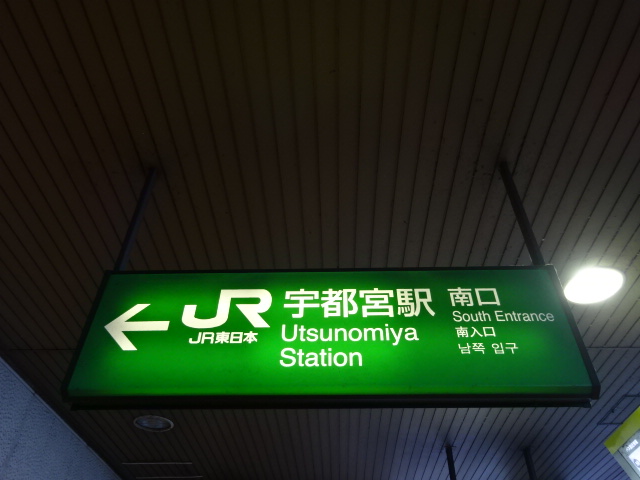 JR
JR東日本
宇都宮駅
Utsunomiya
Station
南口
South Entrance
南入口
남쪽 입구